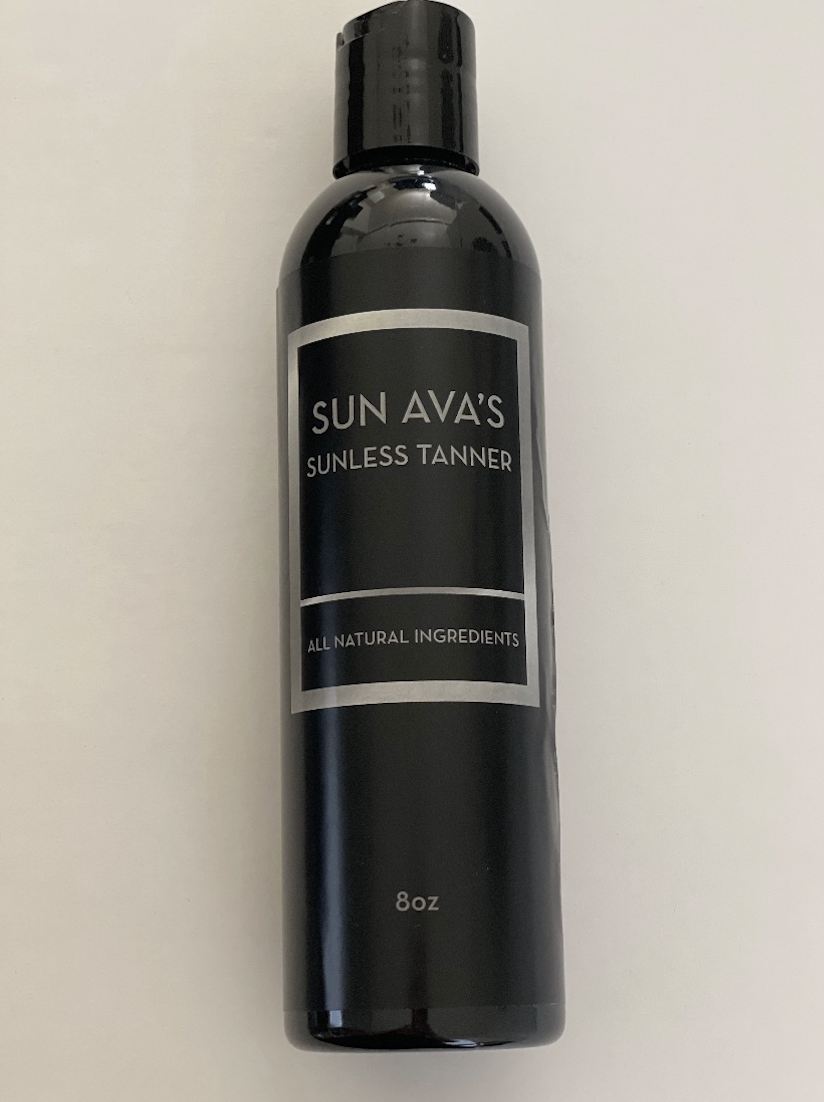 SUN AVA'S
SUNLESS TANNER
ALL NATURAL INGREDIENTS
8oz